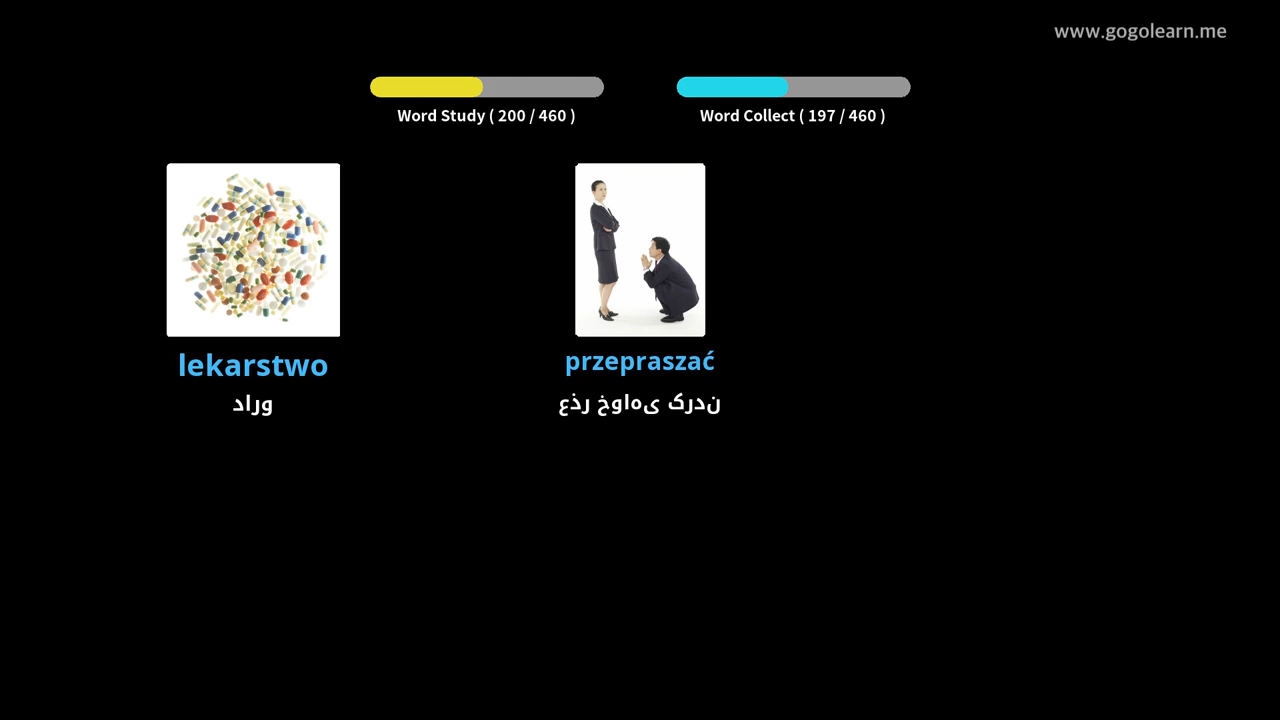 www.gogolearn.me
Word Study ( 200 / 460 )
Word Collect ( 197 / 460 )
lekarstwo
دارو
przepraszać
عذر خواهی کردن